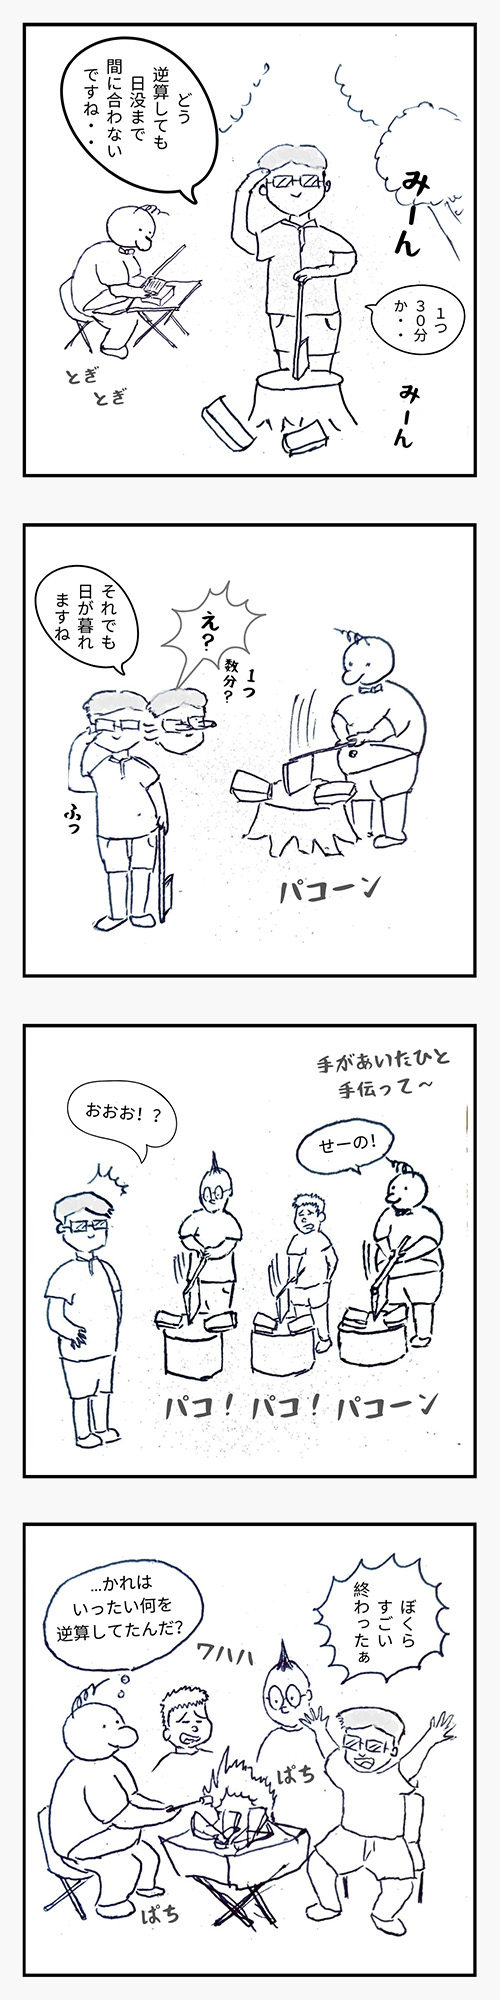 どう
逆算しても
日没まで
間に合わない
ですね・・
みーん
1つ
30分
か・・
みーん
とぎ
とぎ
それでも
日が暮れ
ますね
え?
1つ
数分?
ふっ
パコーン
手があいたひと
手伝って～
おおお!?
せーの!
パコ! パコ! パコーン
...かれは
いったい何を
逆算してたんだ?
ワハハ
ぼくら
すごい
終わったぁ
ぱち
ぱち